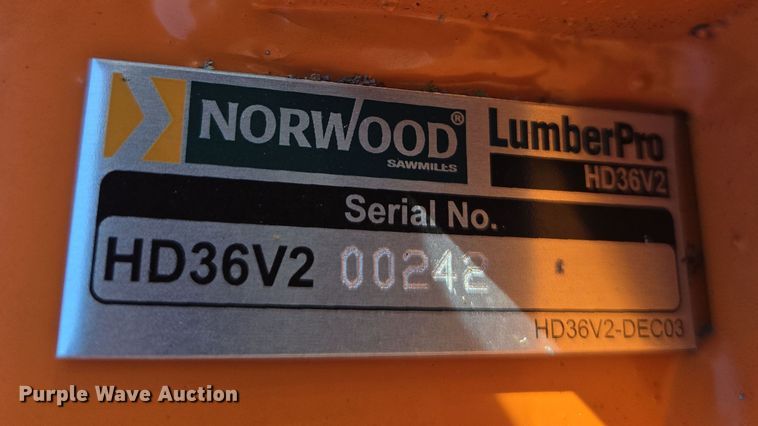 NORWOOD®
SAWMILLS
LumberPro
HD36V2
Serial No.
HD36V2 00242
HD36V2-DEC03
Purple Wave Auction